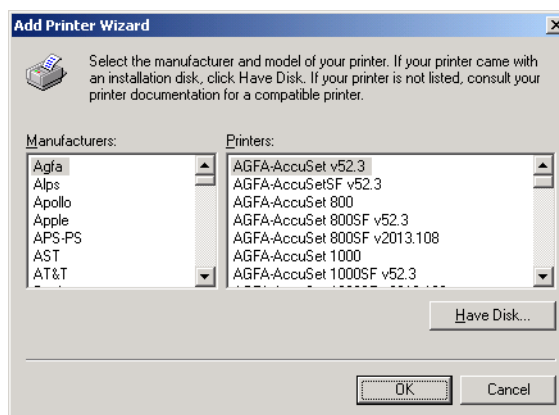 Add Printer Wizard
Select the manufacturer and model of your printer. If your printer came with
an installation disk, click Have Disk. If your printer is not listed, consult your
printer documentation for a compatible printer.
Manufacturers:
Agfa
Alps
Apollo
Apple
APS-PS
AST
AT&T
Printers:
AGFA-AccuSet v52.3
AGFA-AccuSetSF v52.3
AGFA-AccuSet 800
AGFA-AccuSet 800SF v52.3
AGFA-AccuSet 800SF v2013.108
AGFA-AccuSet 1000
AGFA-AccuSet 1000SF v52.3
Have Disk...
OK
Cancel